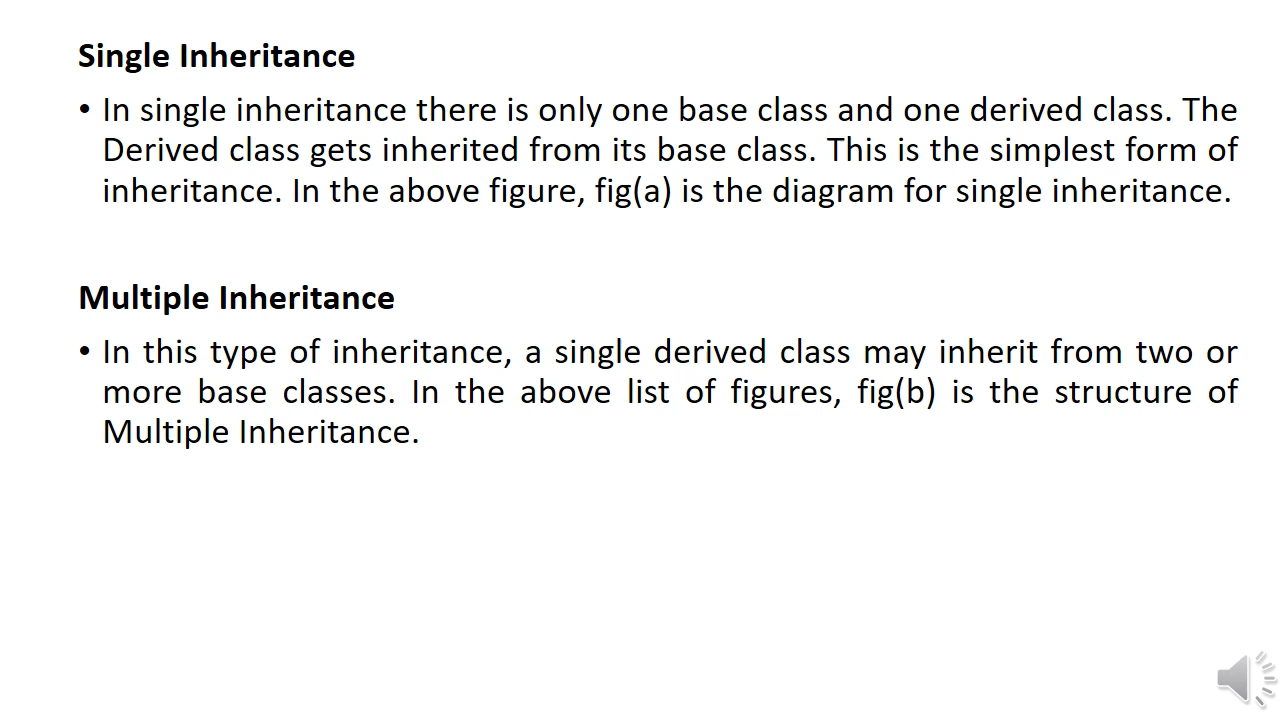 Single Inheritance
• In single inheritance there is only one base class and one derived class. The
Derived class gets inherited from its base class. This is the simplest form of
inheritance. In the above figure, fig(a) is the diagram for single inheritance.
Multiple Inheritance
• In this type of inheritance, a single derived class may inherit from two or
more base classes. In the above list of figures, fig(b) is the structure of
Multiple Inheritance.